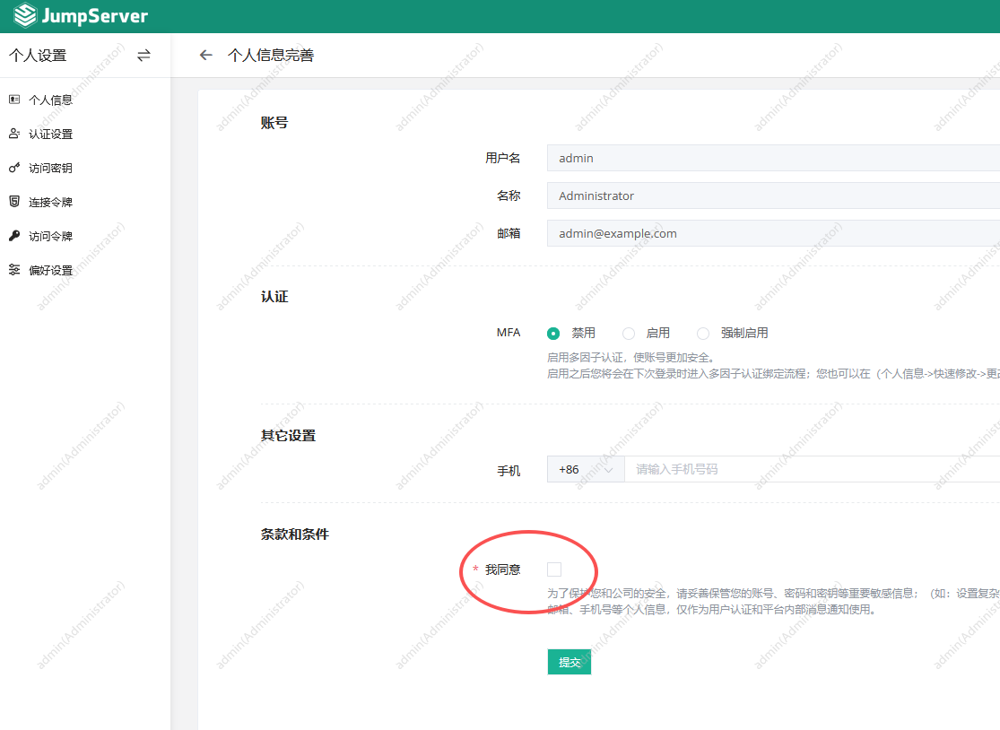 JumpServer
个人设置
个人信息完善
个人信息
认证设置
访问密钥
连接令牌
访问令牌
偏好设置
账号
用户名 admin
名称 Administrator
邮箱 admin@example.com
认证
MFA 禁用 启用 强制启用
启用多因子认证，使账号更加安全。
启用之后您将会在下次登录时进入多因子认证绑定流程；您也可以在（个人信息->快速修改->更改
其它设置
手机 +86 请输入手机号码
条款和条件
* 我同意
为了保护您和公司的安全，请妥善保管您的账号、密码和密钥等重要敏感信息；（如：设置复杂
邮箱、手机号等个人信息，仅作为用户认证和平台内部消息通知使用。
提交
admin(Administrator)